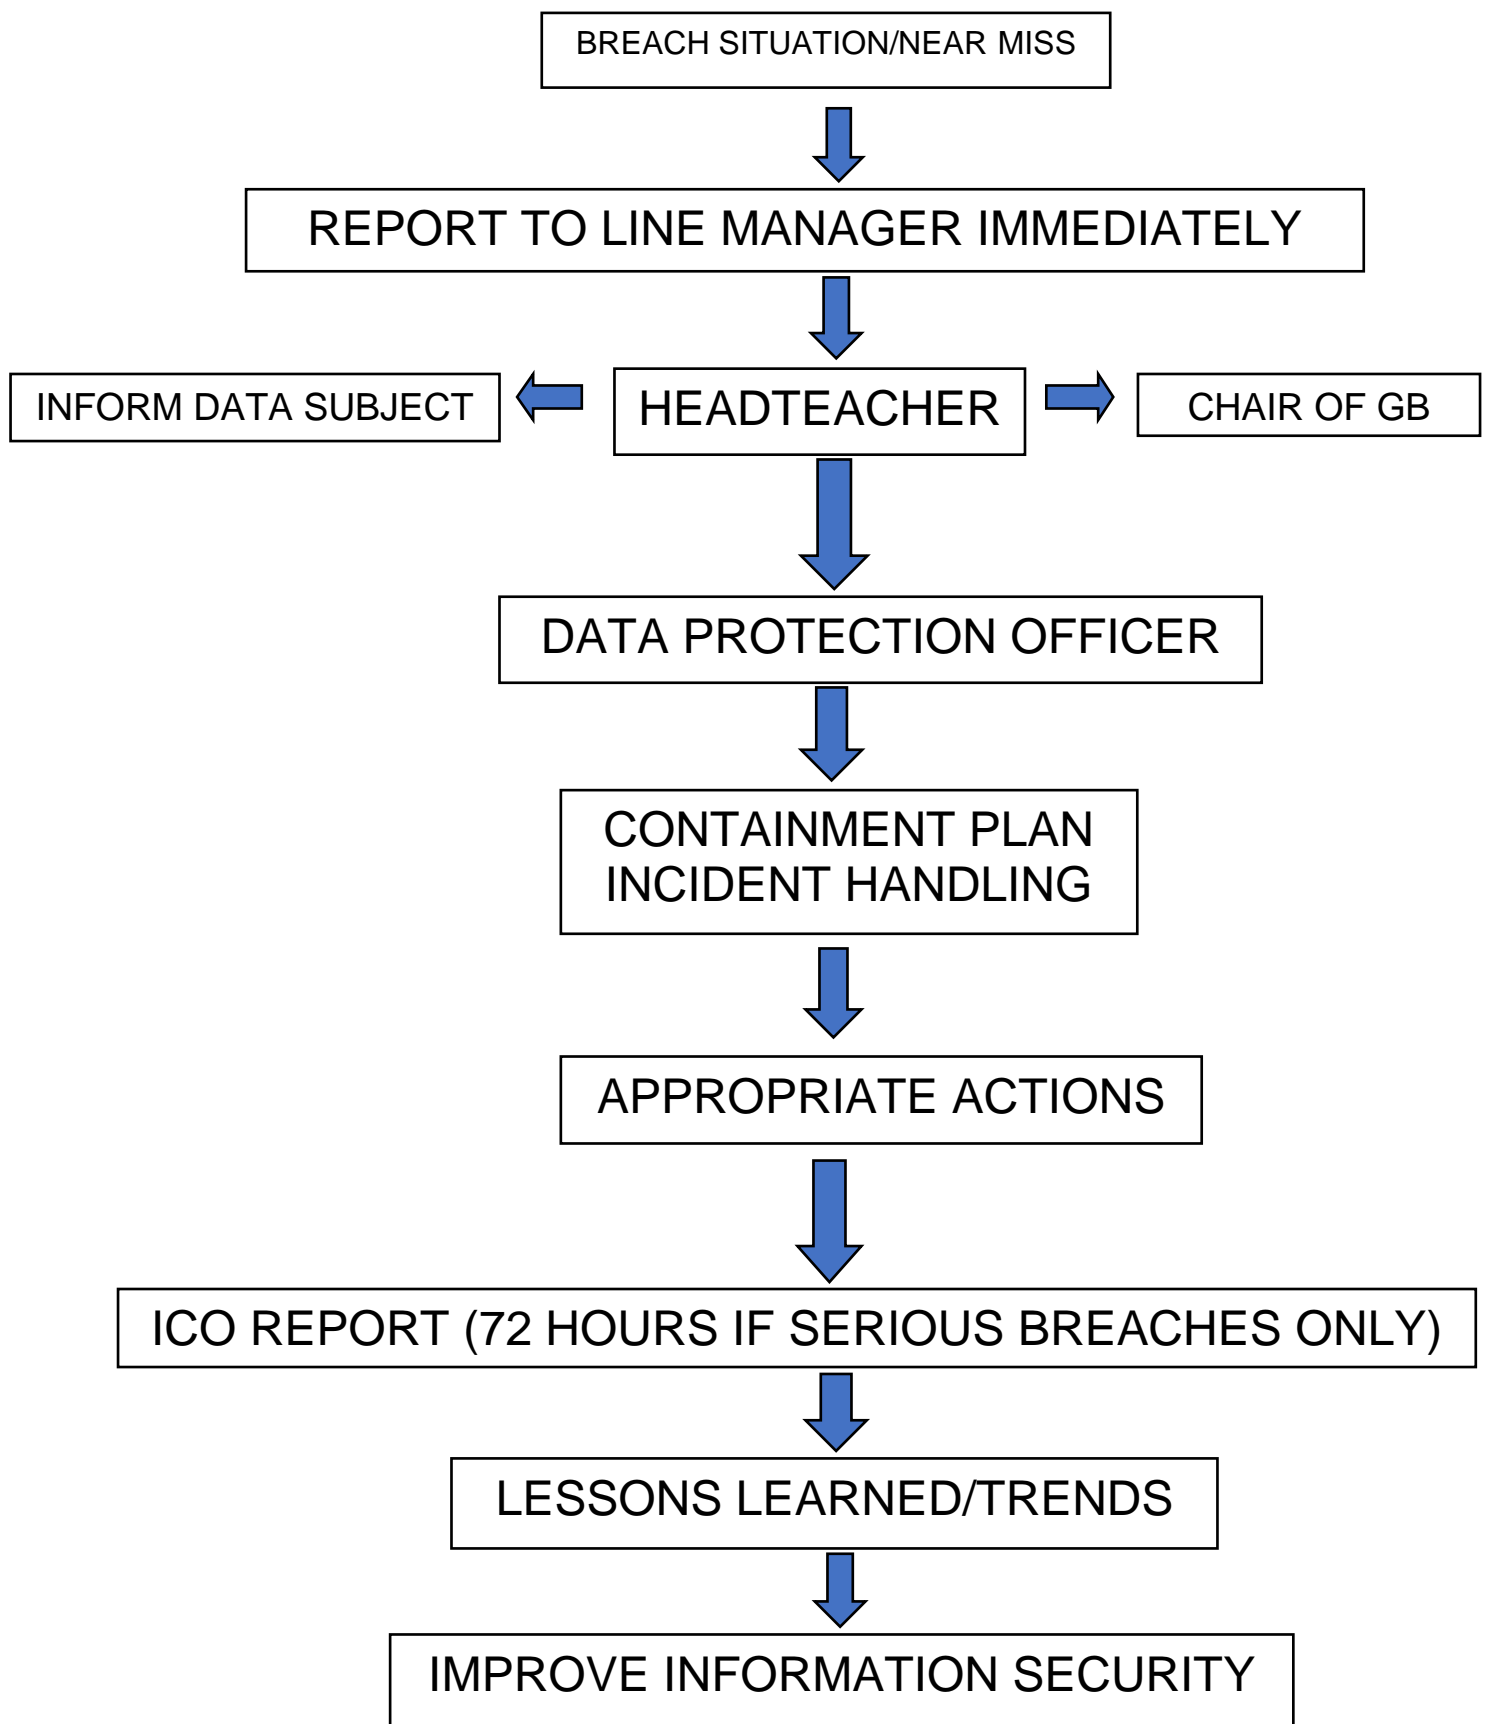 BREACH SITUATION/NEAR MISS
REPORT TO LINE MANAGER IMMEDIATELY
INFORM DATA SUBJECT
HEADTEACHER
CHAIR OF GB
DATA PROTECTION OFFICER
CONTAINMENT PLAN
INCIDENT HANDLING
APPROPRIATE ACTIONS
ICO REPORT (72 HOURS IF SERIOUS BREACHES ONLY)
LESSONS LEARNED/TRENDS
IMPROVE INFORMATION SECURITY